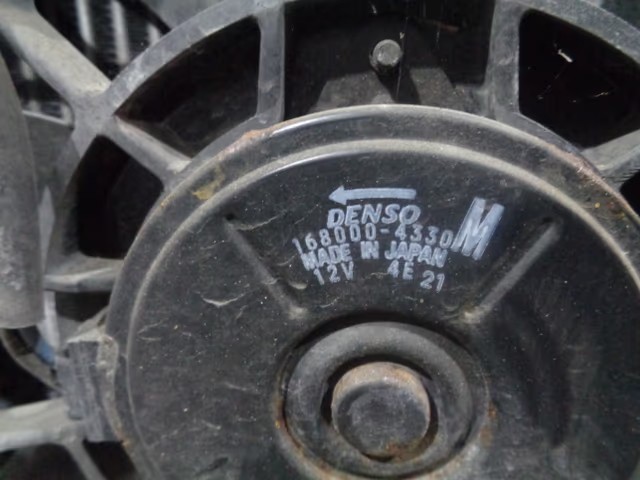 DENSO
168000-4330 M
MADE IN JAPAN
12V 4E 21